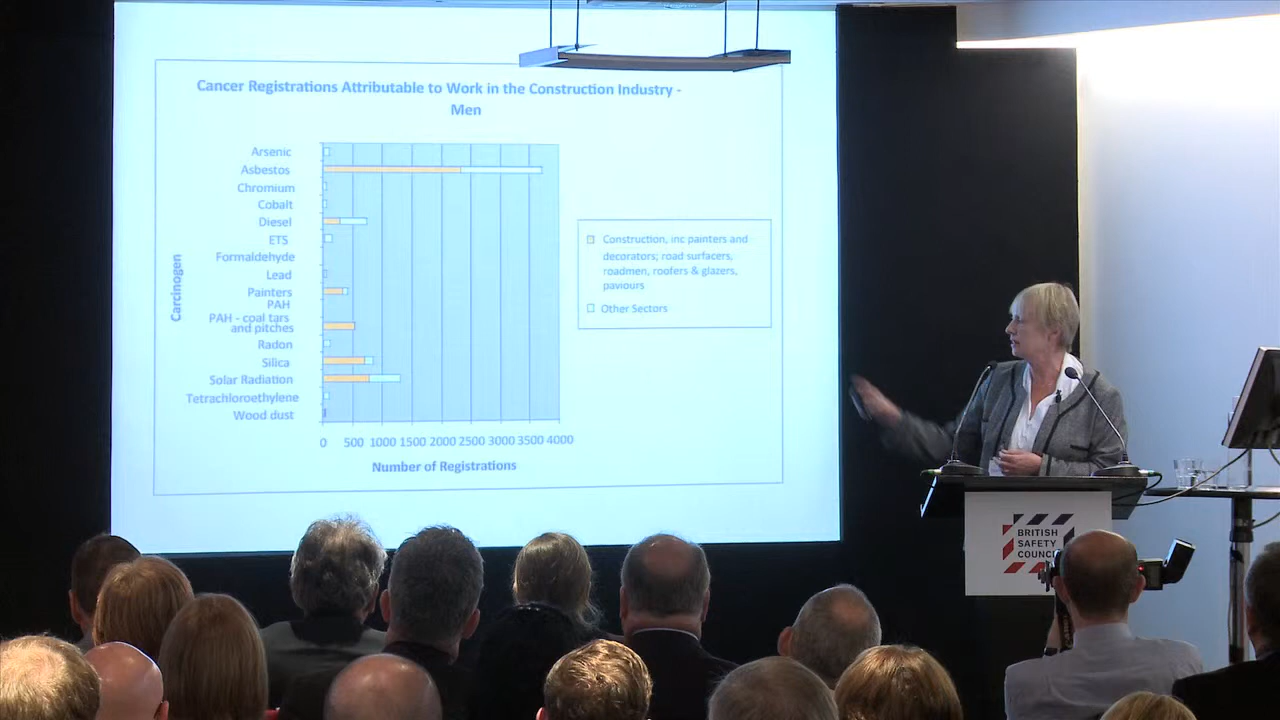 Cancer Registrations Attributable to Work in the Construction Industry -
Men
Carcinogen
Arsenic
Asbestos
Chromium
Cobalt
Diesel
ETS
Formaldehyde
Lead
Painters
PAH
PAH - coal tars
and pitches
Radon
Silica
Solar Radiation
Tetrachloroethylene
Wood dust
0 500 1000 1500 2000 2500 3000 3500 4000
Number of Registrations
Construction, inc painters and
decorators; road surfacers,
roadmen, roofers & glazers,
paviours
Other Sectors
BRITISH
SAFETY
COUNCIL